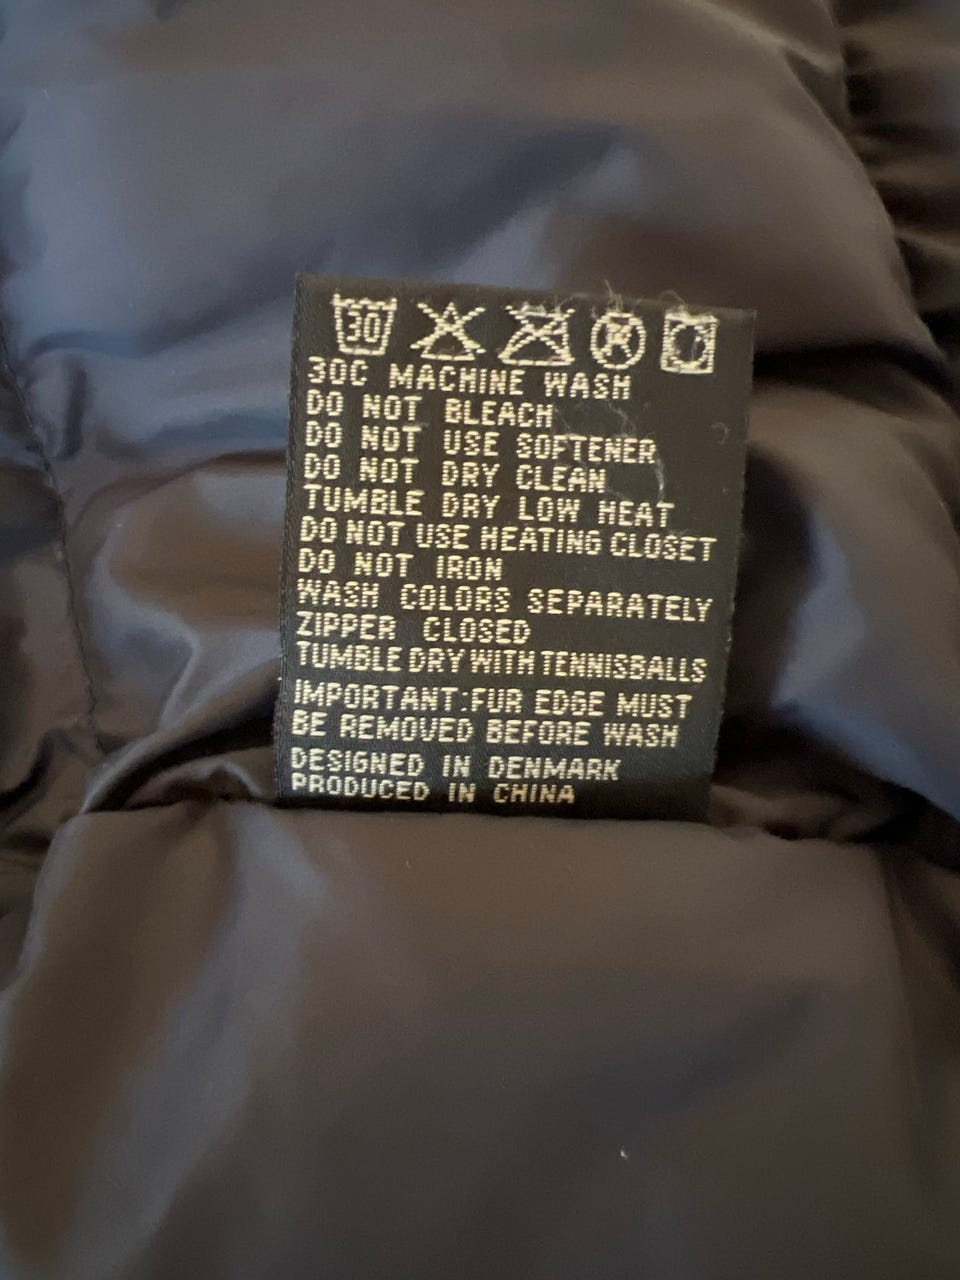 30
30C MACHINE WASH
DO NOT BLEACH
DO NOT USE SOFTENER
DO NOT DRY CLEAN
TUMBLE DRY LOW HEAT
DO NOT USE HEATING CLOSET
DO NOT IRON
WASH COLORS SEPARATELY
ZIPPER CLOSED
TUMBLE DRY WITH TENNISBALLS
IMPORTANT:FUR EDGE MUST
BE REMOVED BEFORE WASH
DESIGNED IN DENMARK
PRODUCED IN CHINA